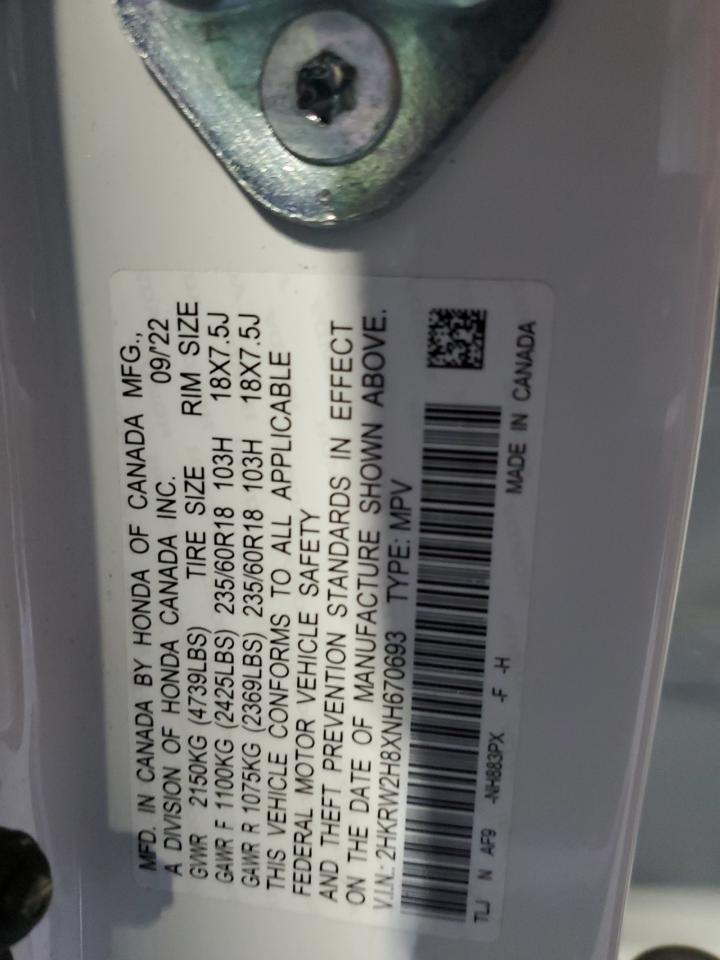 MFD. IN CANADA BY HONDA OF CANADA MFG.,
A DIVISION OF HONDA CANADA INC. 09/'22
GVWR 2150KG (4739LBS) TIRE SIZE RIM SIZE
GAWR F 1100KG (2425LBS) 235/60R18 103H 18X7.5J
GAWR R 1075KG (2369LBS) 235/60R18 103H 18X7.5J
THIS VEHICLE CONFORMS TO ALL APPLICABLE
FEDERAL MOTOR VEHICLE SAFETY
AND THEFT PREVENTION STANDARDS IN EFFECT
ON THE DATE OF MANUFACTURE SHOWN ABOVE.
V.I.N.: 2HKRW2H8XNH670693 TYPE: MPV
TLJ N AF9 -NH883PX -F -H
MADE IN CANADA